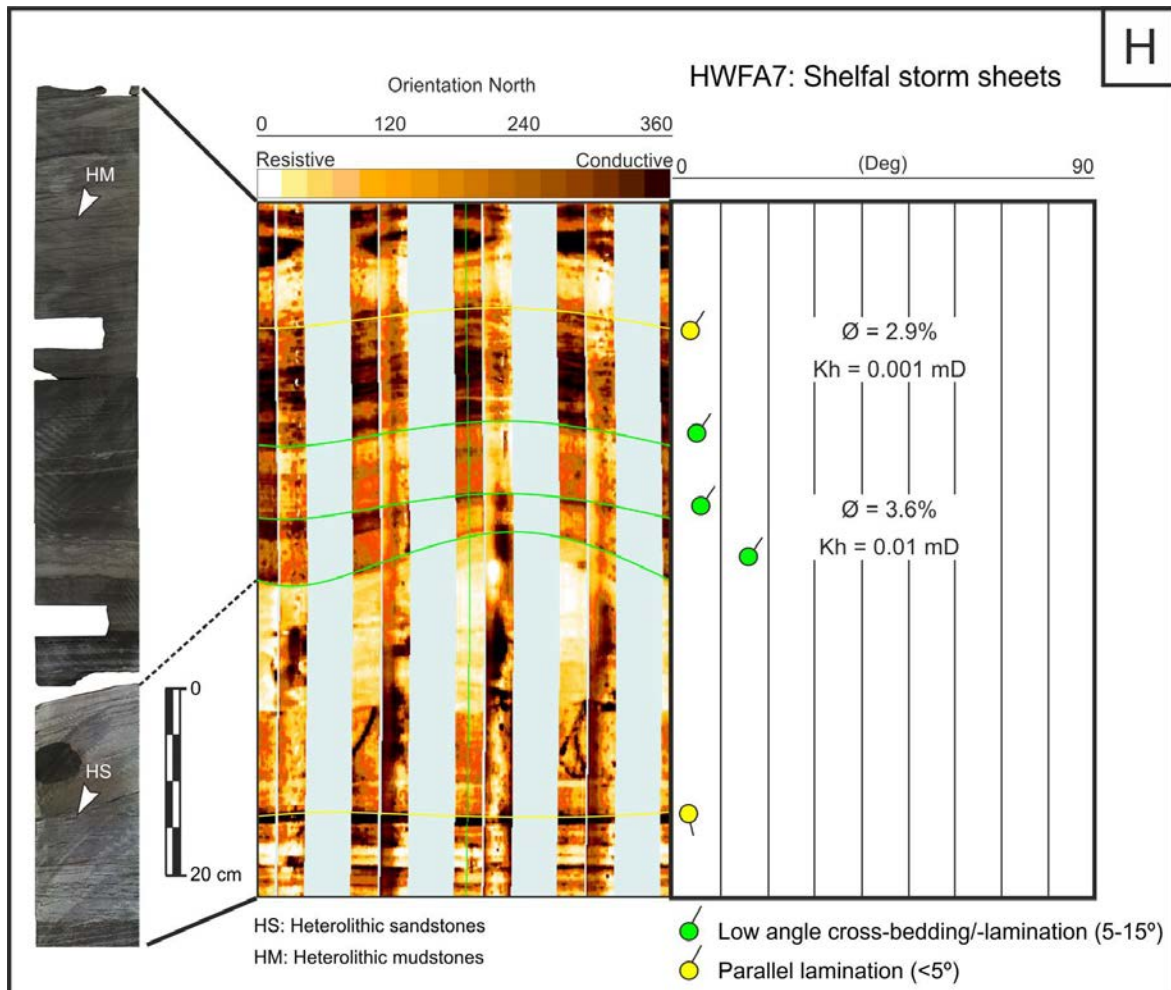 H
HWFA7: Shelfal storm sheets
Orientation North
0 120 240 360
Resistive Conductive
0 (Deg) 90
HM
Ø = 2.9%
Kh = 0.001 mD
Ø = 3.6%
Kh = 0.01 mD
0
HS
20 cm
HS: Heterolithic sandstones
HM: Heterolithic mudstones
Low angle cross-bedding/-lamination (5-15º)
Parallel lamination (<5º)